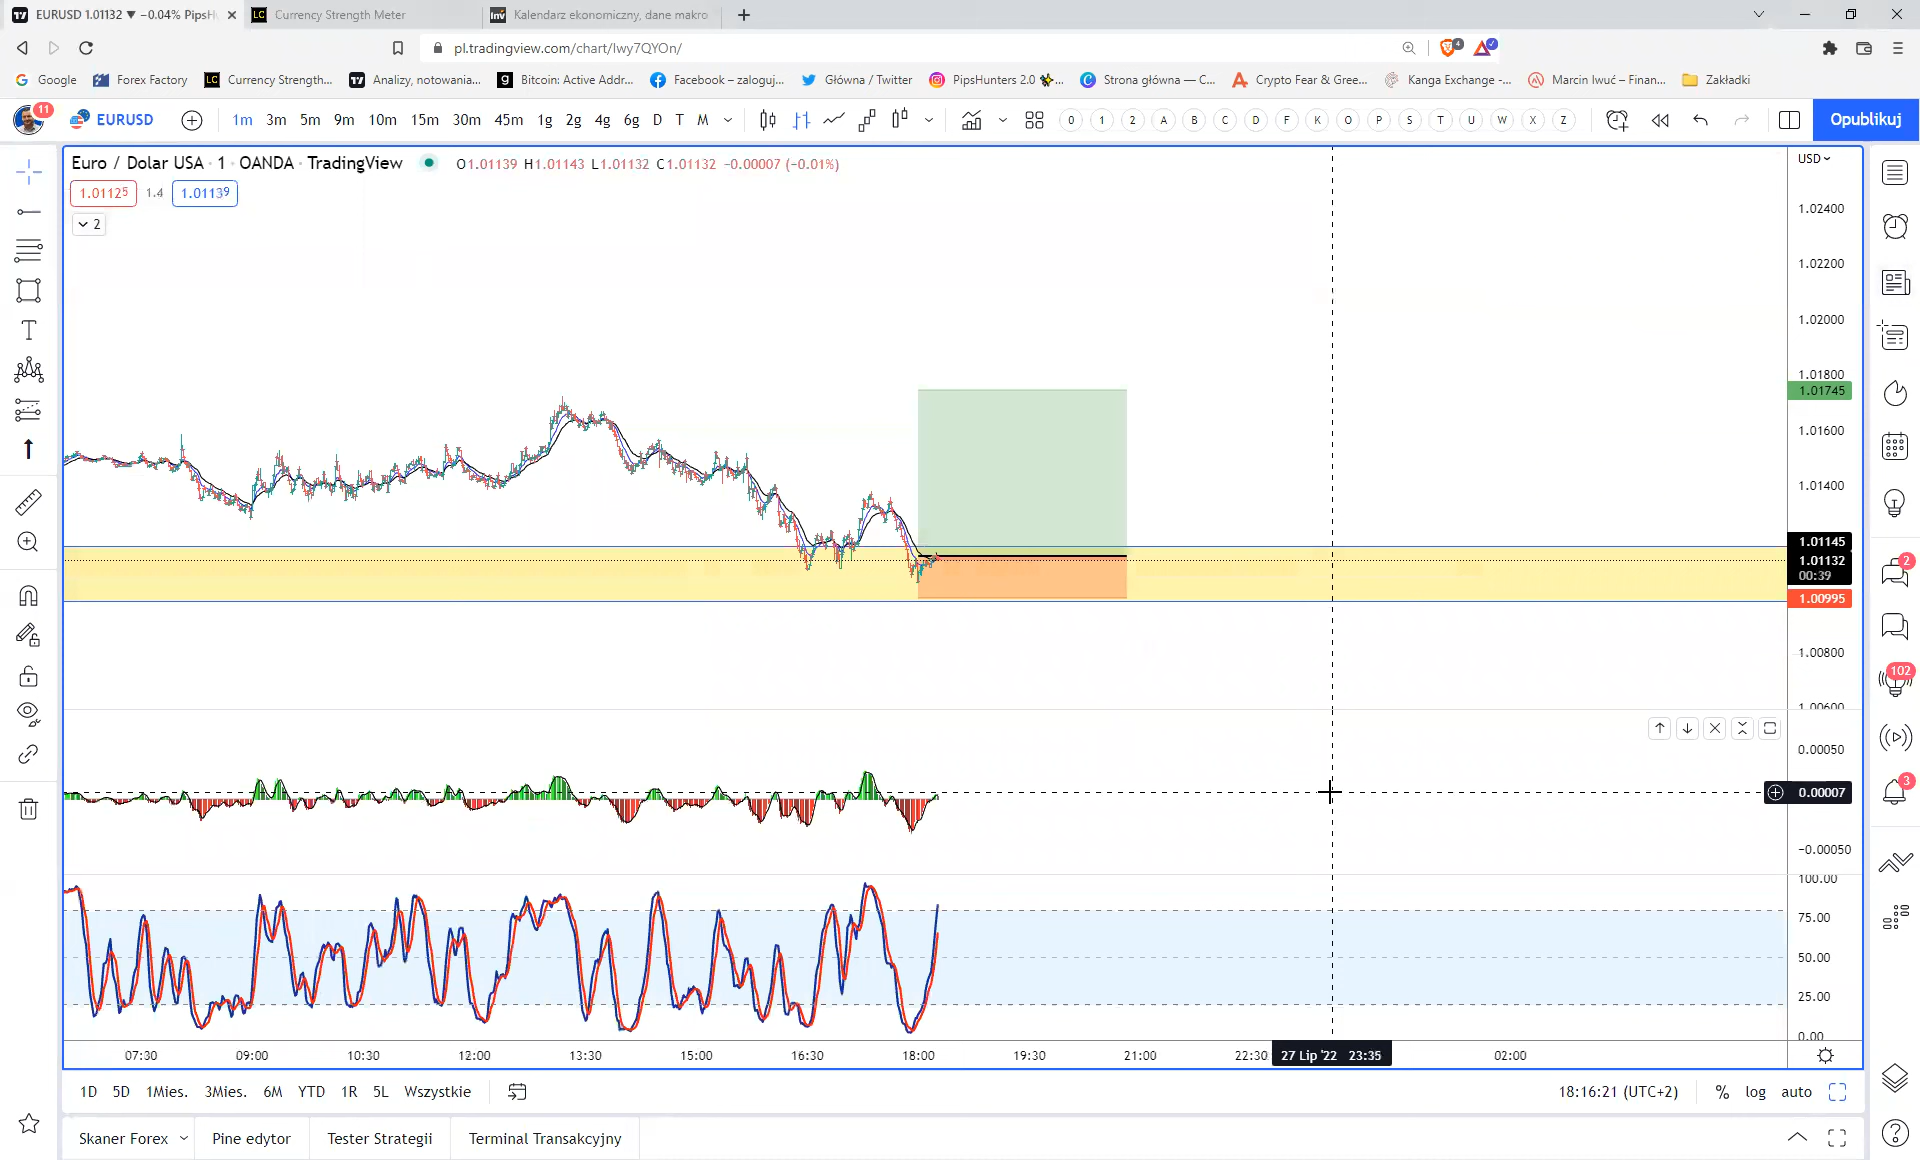 EURUSD 1.01132 ▼ −0.04% PipsH
Currency Strength Meter
Kalendarz ekonomiczny, dane makro
pl.tradingview.com/chart/Iwy7QYOn/
Google
Forex Factory
Currency Strength...
Analizy, notowania...
Bitcoin: Active Addr...
Facebook – zaloguj...
Główna / Twitter
PipsHunters 2.0
Strona główna — C...
Crypto Fear & Gree...
Kanga Exchange -...
Marcin Iwuć – Finan...
Zakładki
11
EURUSD
1m 3m 5m 9m 10m 15m 30m 45m 1g 2g 4g 6g D T M
0 1 2 A B C D F K O P S T U W X Z
Opublikuj
Euro / Dolar USA · 1 · OANDA · TradingView
O1.01139 H1.01143 L1.01132 C1.01132 −0.00007 (−0.01%)
USD
1.01125
1.4
1.01139
2
1.02400
1.02200
1.02000
1.01800
1.01745
1.01600
1.01400
1.01145
1.01132
00:39
1.00995
1.00800
1.00600
0.00050
0.00007
−0.00050
100.00
75.00
50.00
25.00
0.00
2
102
3
07:30 09:00 10:30 12:00 13:30 15:00 16:30 18:00 19:30 21:00 22:30 27 Lip '22 23:35 02:00
1D 5D 1Mies. 3Mies. 6M YTD 1R 5L Wszystkie
18:16:21 (UTC+2) % log auto
Skaner Forex
Pine edytor
Tester Strategii
Terminal Transakcyjny